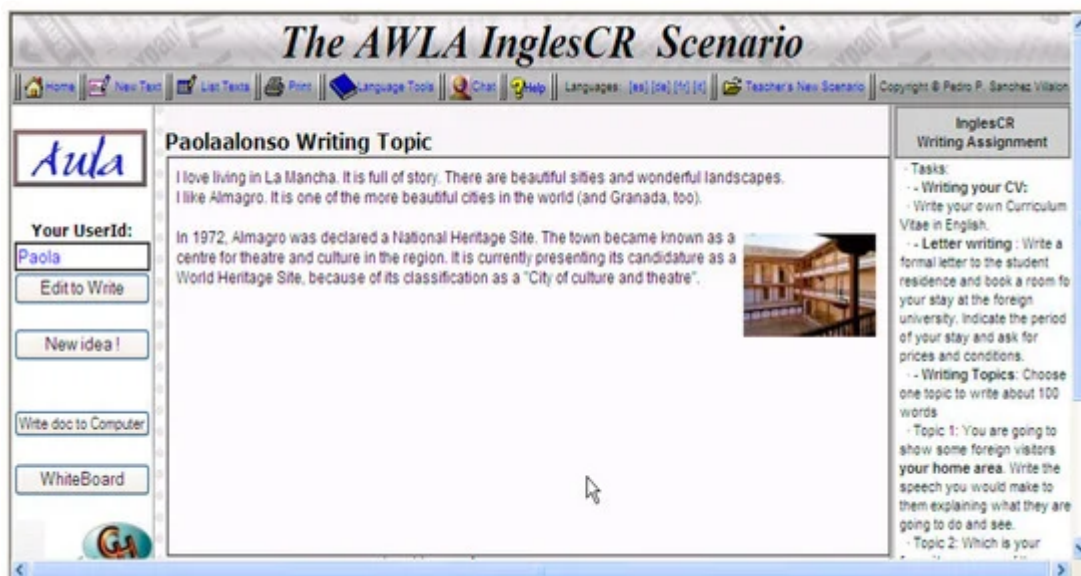 The AWLA InglesCR Scenario
Home New Text List Texts Print Language Tools Chat Help Languages: [es] [de] [fr] [it] Teacher's New Scenario Copyright © Pedro P. Sanchez Villalon
Aula
Your UserId:
Paola
Edit to Write
New idea !
Write doc to Computer
WhiteBoard
Paolaalonso Writing Topic
I love living in La Mancha. It is full of story. There are beautiful sities and wonderful landscapes.
I like Almagro. It is one of the more beautiful cities in the world (and Granada, too).
In 1972, Almagro was declared a National Heritage Site. The town became known as a
centre for theatre and culture in the region. It is currently presenting its candidature as a
World Heritage Site, because of its classification as a "City of culture and theatre".
InglesCR
Writing Assignment
· Tasks:
· - Writing your CV:
· Write your own Curriculum
Vitae in English.
· - Letter writing : Write a
formal letter to the student
residence and book a room fo
your stay at the foreign
university. Indicate the period
of your stay and ask for
prices and conditions.
· - Writing Topics: Choose
one topic to write about 100
words
· Topic 1: You are going to
show some foreign visitors
your home area. Write the
speech you would make to
them explaining what they are
going to do and see.
· Topic 2: Which is your